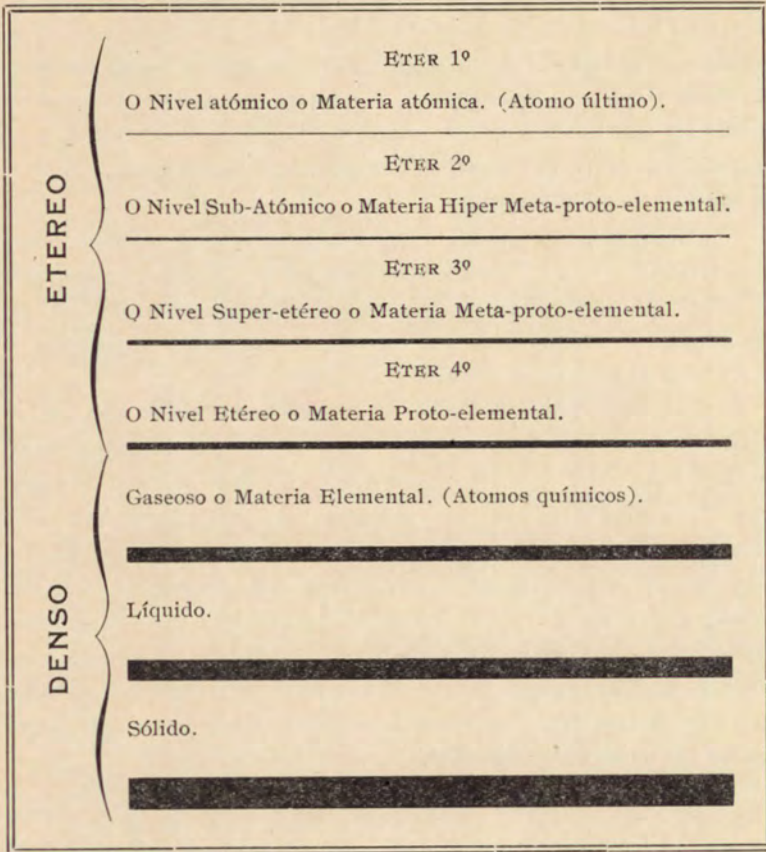 ETEREO
ETER 1º
O Nivel atómico o Materia atómica. (Atomo último).
ETER 2º
O Nivel Sub-Atómico o Materia Hiper Meta-proto-elemental.
ETER 3º
O Nivel Super-etéreo o Materia Meta-proto-elemental.
ETER 4º
O Nivel Etéreo o Materia Proto-elemental.
DENSO
Gaseoso o Materia Elemental. (Atomos químicos).
Líquido.
Sólido.